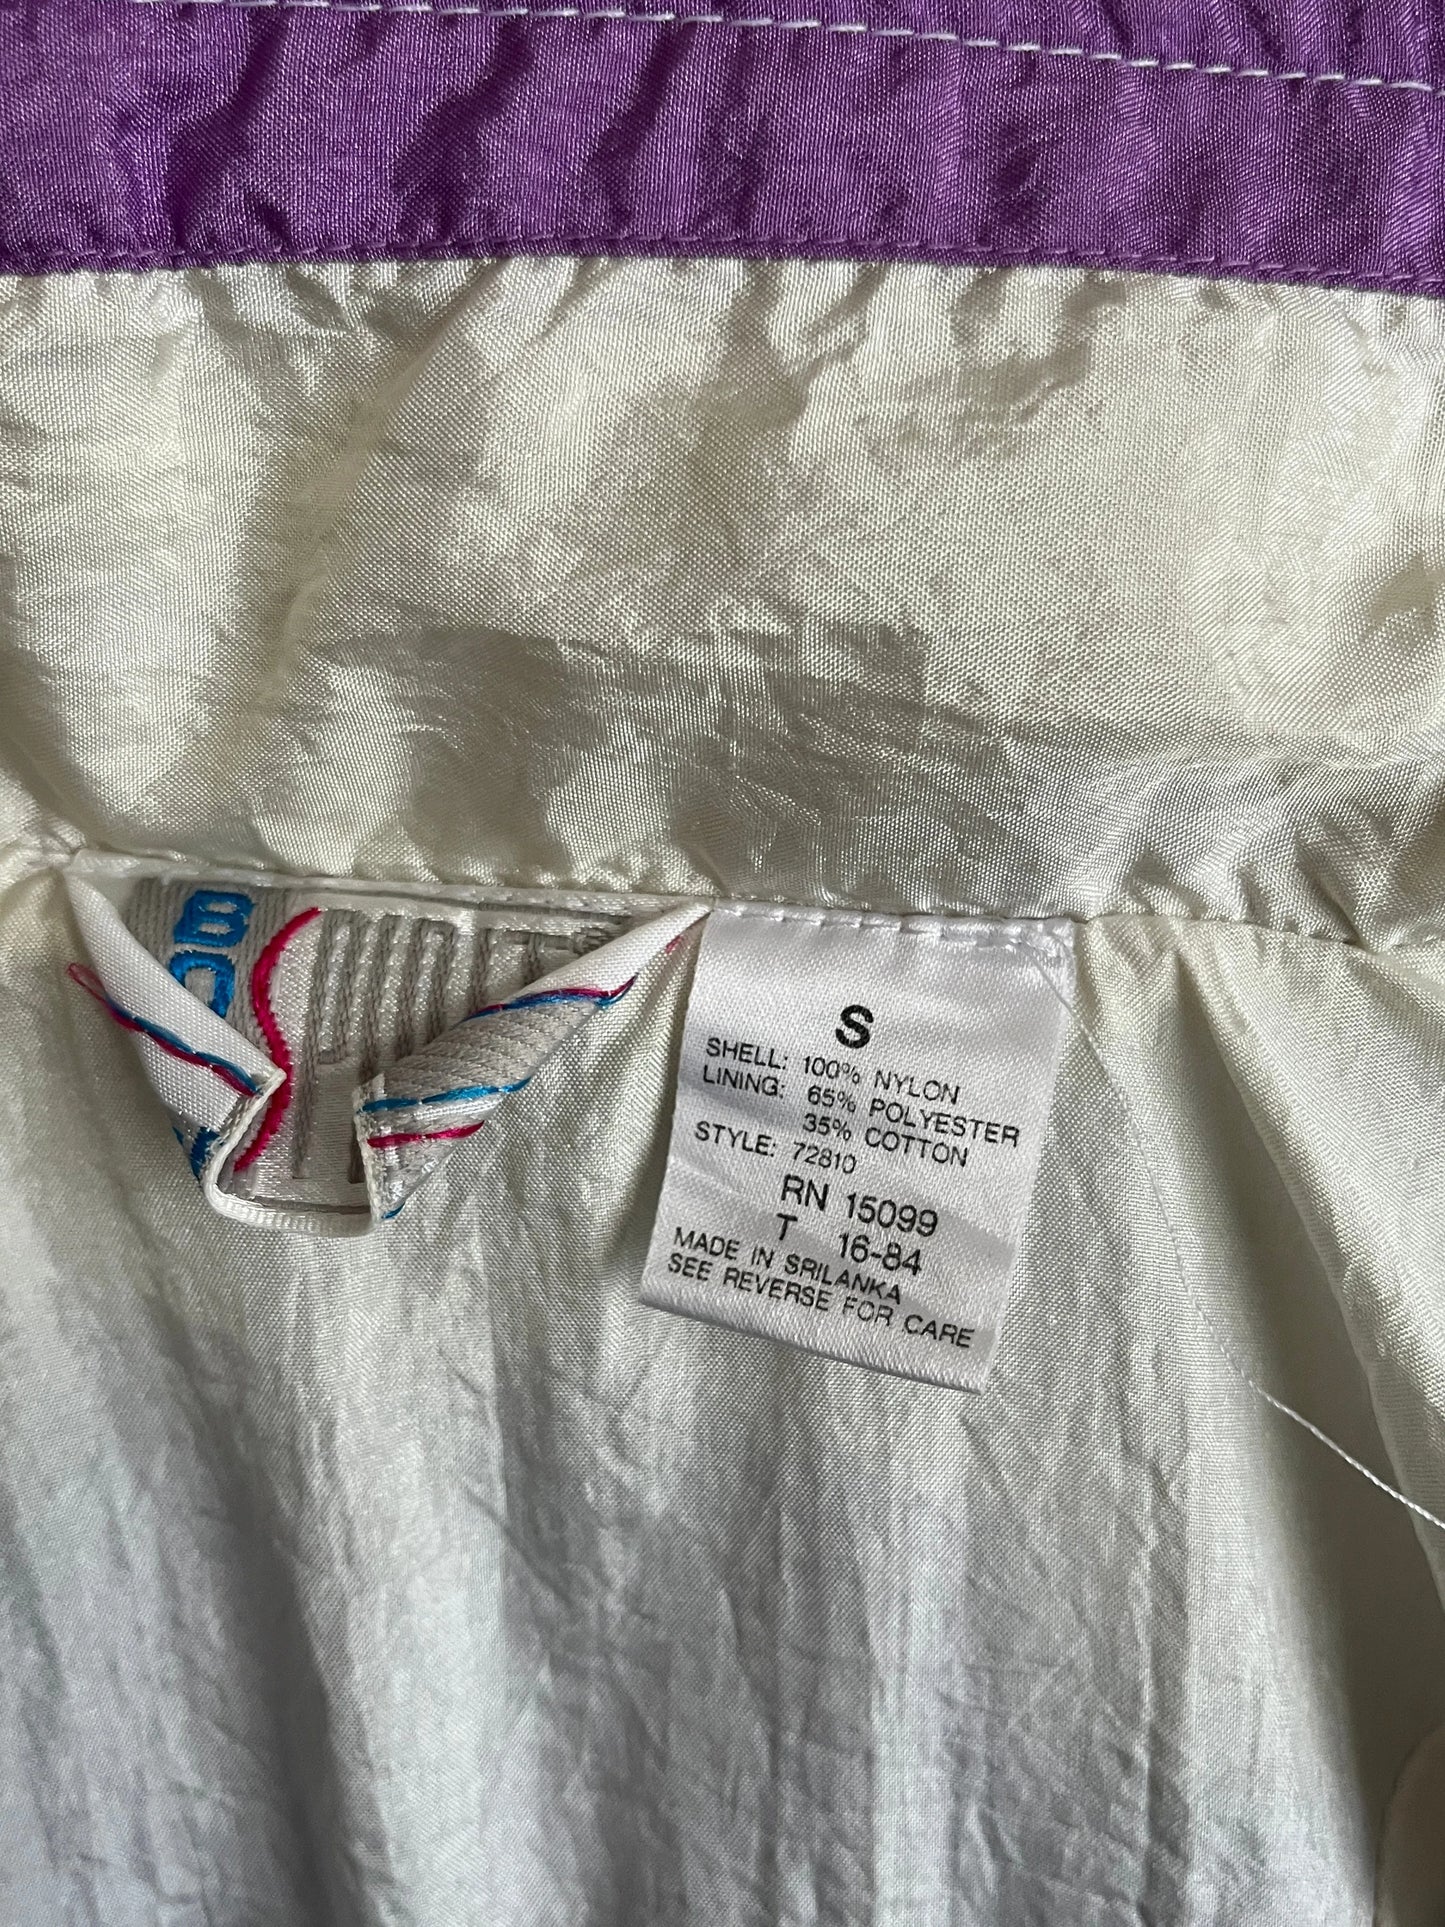 S
SHELL: 100% NYLON
LINING: 65% POLYESTER
35% COTTON
STYLE: 72810
RN 15099
T 16-84
MADE IN SRILANKA
SEE REVERSE FOR CARE